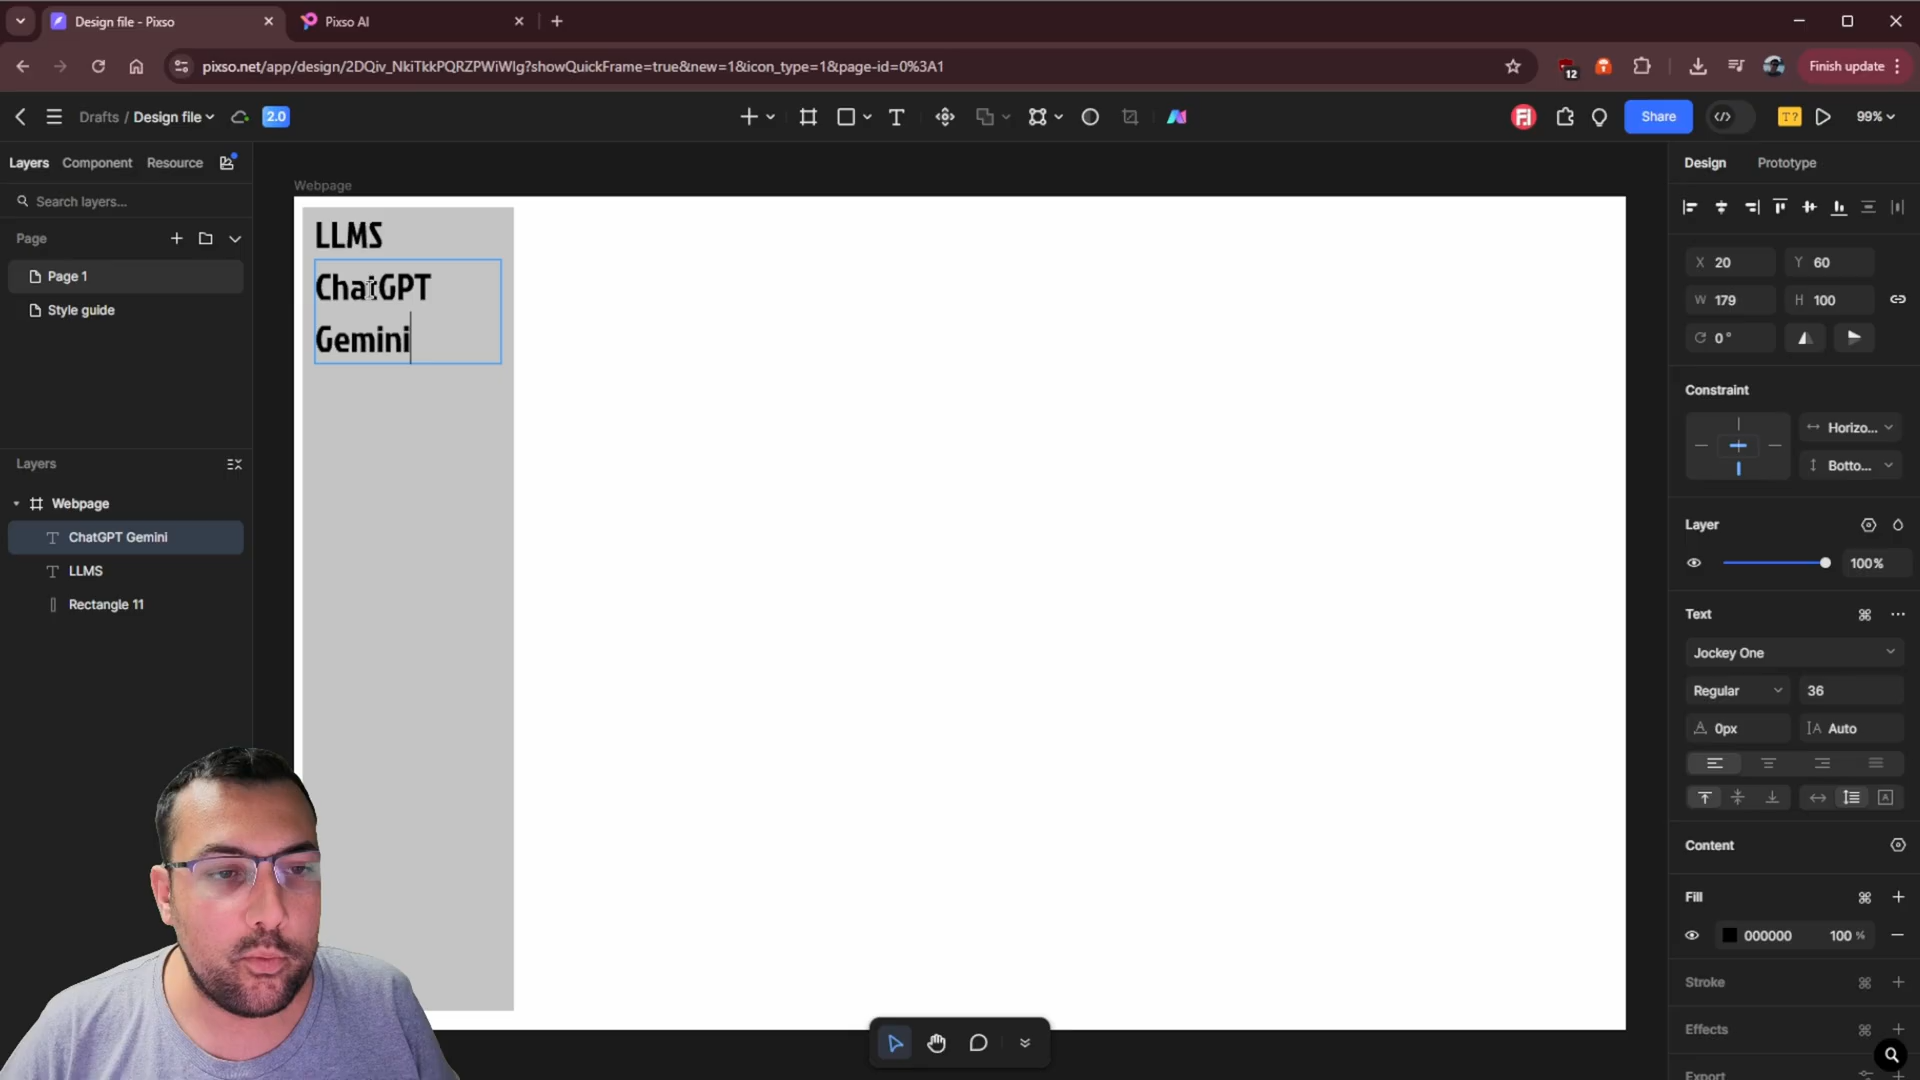 Design file - Pixso
Pixso AI
pixso.net/app/design/2DQiv_NkiTkkPQRZPWiWlg?showQuickFrame=true&new=1&icon_type=1&page-id=0%3A1
12
Finish update
Drafts / Design file
2.0
Share
T?
99%
Layers
Component
Resource
Design
Prototype
Search layers...
Page
Page 1
Style guide
Layers
Webpage
ChatGPT Gemini
LLMS
Rectangle 11
Webpage
LLMS
ChatGPT
Gemini
X 20
Y 60
W 179
H 100
0°
Constraint
Horizo...
Botto...
Layer
100%
Text
Jockey One
Regular
36
0px
Auto
Content
Fill
000000
100 %
Stroke
Effects
Export